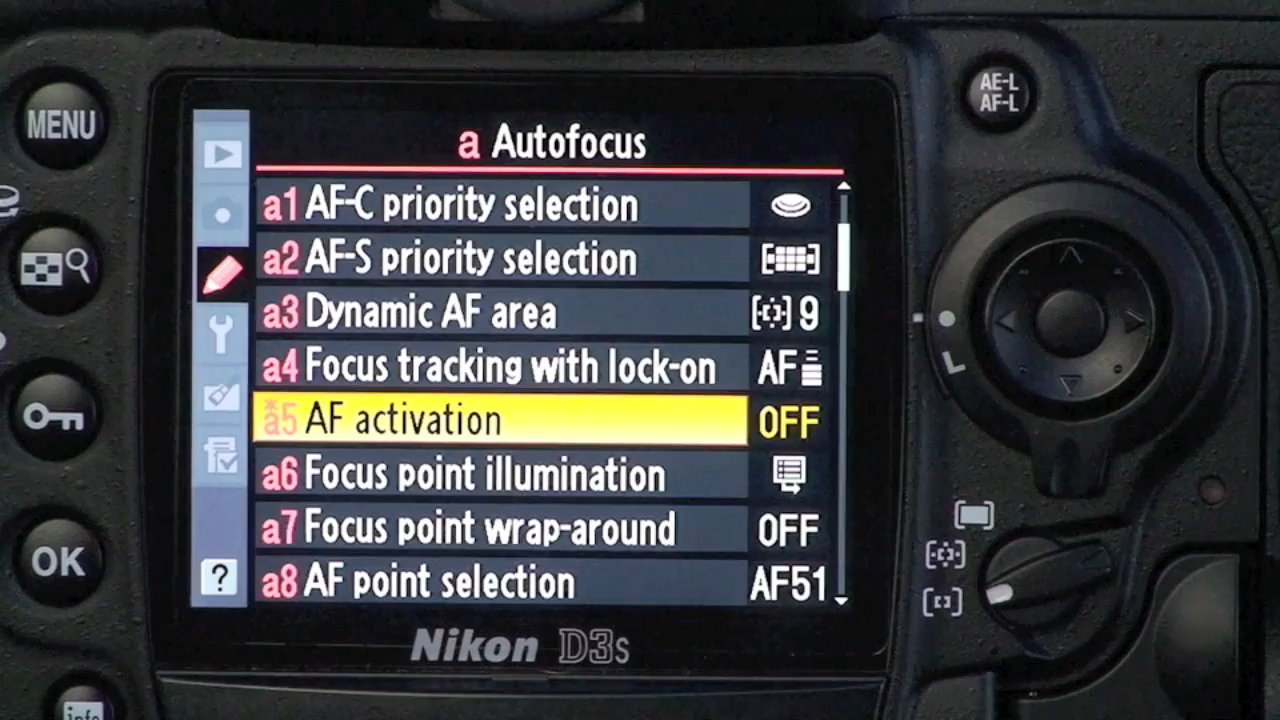 MENU
AE-L
AF-L
a Autofocus
a1 AF-C priority selection
a2 AF-S priority selection
a3 Dynamic AF area 9
a4 Focus tracking with lock-on AF
*a5 AF activation OFF
a6 Focus point illumination
a7 Focus point wrap-around OFF
a8 AF point selection AF51
?
OK
L
Nikon D3s
info